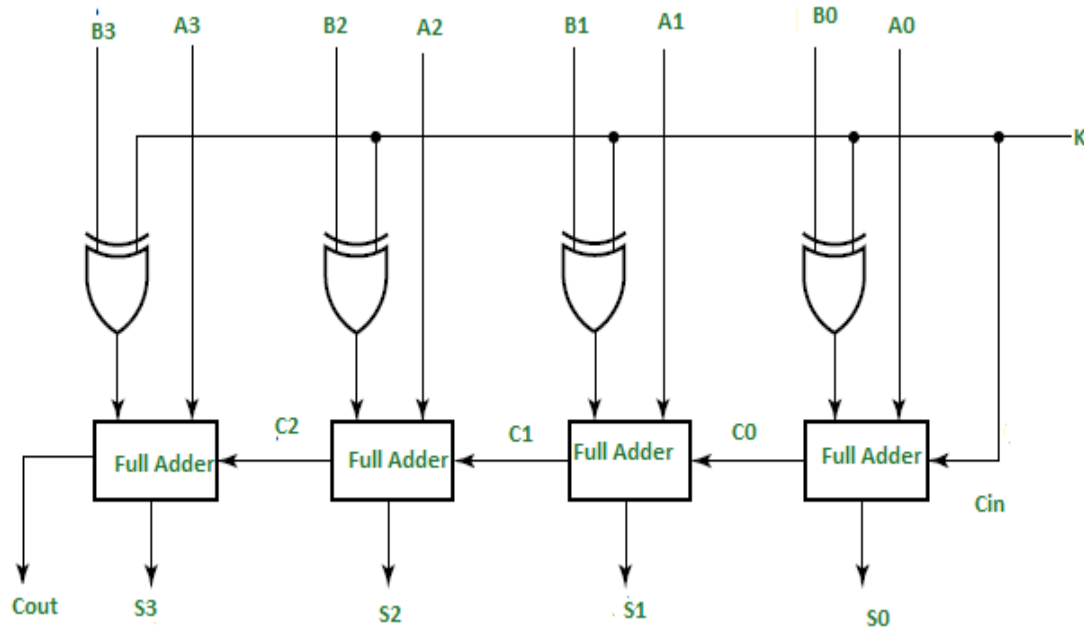 B3 A3 B2 A2 B1 A1 B0 A0
K
C2 C1 C0
Full Adder Full Adder Full Adder Full Adder
Cin
Cout S3 S2 S1 S0